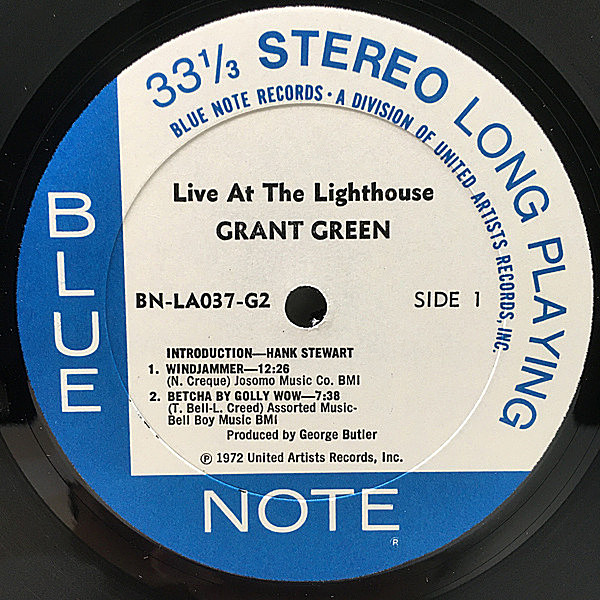 33⅓ STEREO LONG PLAYING
BLUE NOTE RECORDS · A DIVISION OF UNITED ARTISTS RECORDS, INC.
BLUE
Live At The Lighthouse
GRANT GREEN
BN-LA037-G2 SIDE 1
INTRODUCTION—HANK STEWART
1. WINDJAMMER—12:26
(N. Creque) Josomo Music Co. BMI
2. BETCHA BY GOLLY WOW—7:38
(T. Bell-L. Creed) Assorted Music-
Bell Boy Music BMI
Produced by George Butler
Ⓟ 1972 United Artists Records, Inc.
NOTE
R